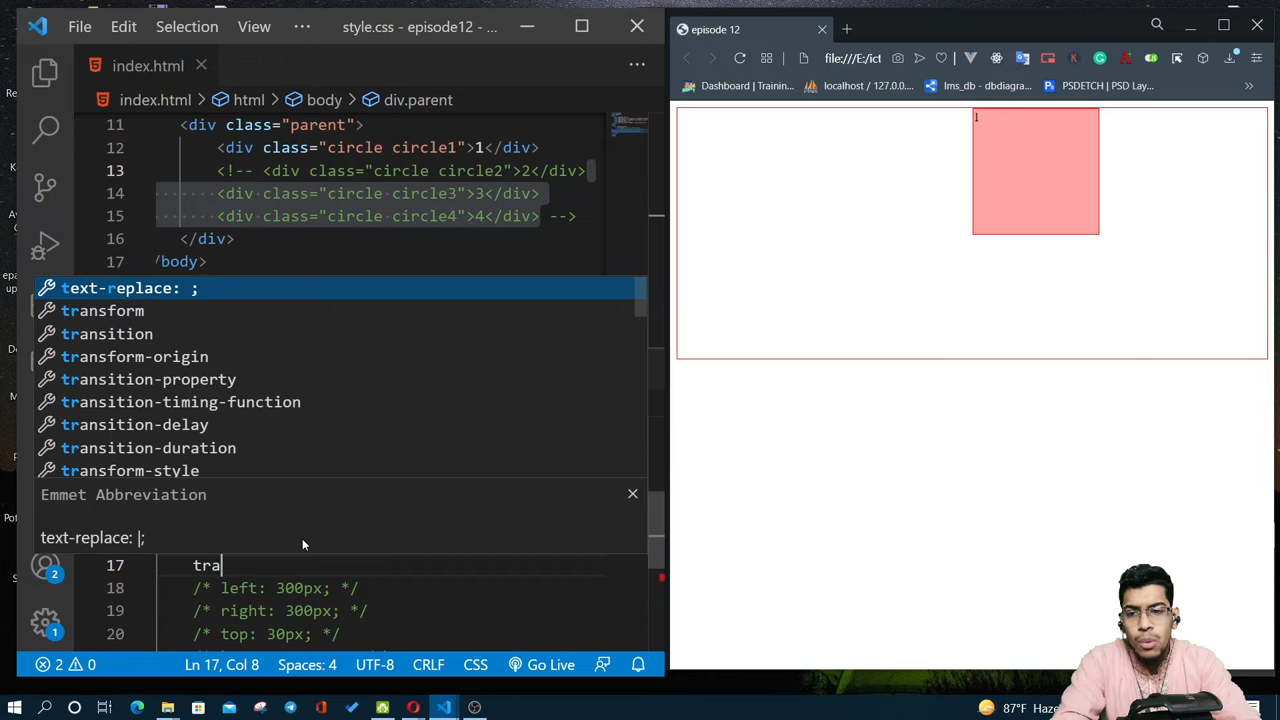 File Edit Selection View ··· style.css - episode12 - ...
index.html
index.html > html > body > div.parent
11 <div class="parent">
12 <div class="circle circle1">1</div>
13 <!-- <div class="circle circle2">2</div>
14 <div class="circle circle3">3</div>
15 <div class="circle circle4">4</div> -->
16 </div>
17 /body>
text-replace: ;
transform
transition
transform-origin
transition-property
transition-timing-function
transition-delay
transition-duration
transform-style
Emmet Abbreviation
text-replace: |;
17 tra
18 /* left: 300px; */
19 /* right: 300px; */
20 /* top: 30px; */
2
1
2 0 Ln 17, Col 8 Spaces: 4 UTF-8 CRLF CSS Go Live
episode 12
file:///E:/ict
Dashboard | Trainin... localhost / 127.0.0.... lms_db - dbdiagra... PSDETCH | PSD Lay...
1
87°F Haze